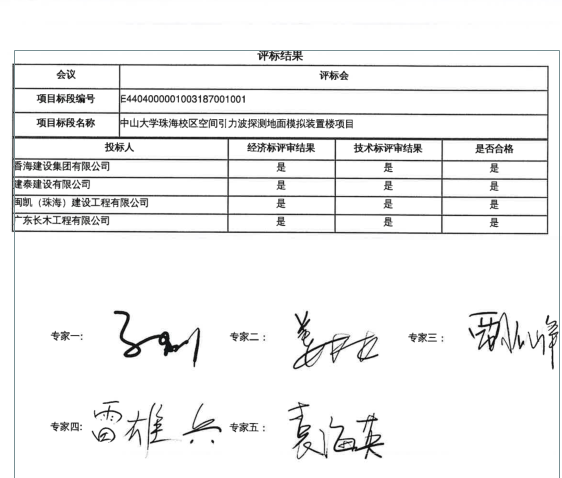 评标结果
会议 评标会
项目标段编号 E4404000001003187001001
项目标段名称 中山大学珠海校区空间引力波探测地面模拟装置楼项目
投标人 经济标评审结果 技术标评审结果 是否合格
香海建设集团有限公司 是 是 是
建泰建设有限公司 是 是 是
闽凯（珠海）建设工程有限公司 是 是 是
广东长木工程有限公司 是 是 是
专家一: 专家二： 专家三：
专家四: 雷雄兵 专家五： 袁海英